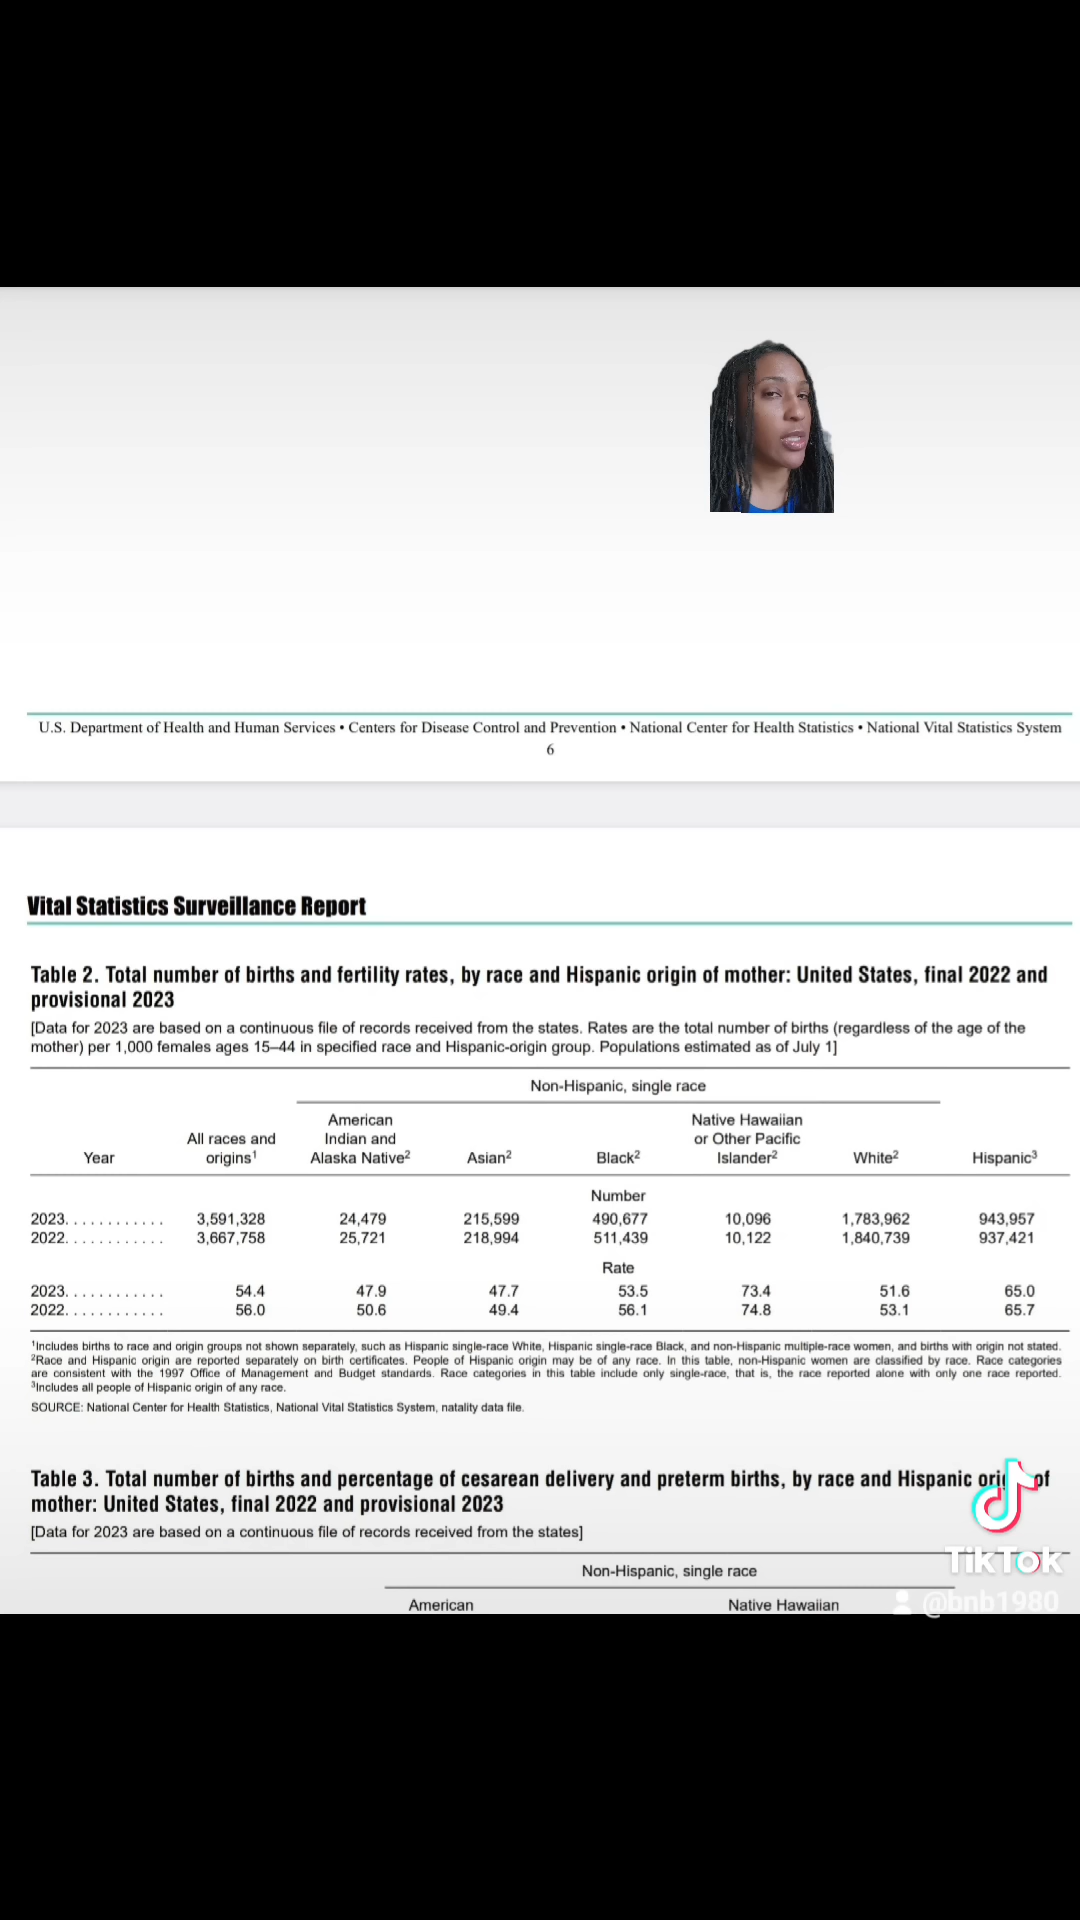 U.S. Department of Health and Human Services • Centers for Disease Control and Prevention • National Center for Health Statistics • National Vital Statistics System
6
Vital Statistics Surveillance Report
Table 2. Total number of births and fertility rates, by race and Hispanic origin of mother: United States, final 2022 and
provisional 2023
[Data for 2023 are based on a continuous file of records received from the states. Rates are the total number of births (regardless of the age of the
mother) per 1,000 females ages 15–44 in specified race and Hispanic-origin group. Populations estimated as of July 1]
Non-Hispanic, single race
American Native Hawaiian
All races and Indian and or Other Pacific
Year origins¹ Alaska Native² Asian² Black² Islander² White² Hispanic³
Number
2023. . . . . . . . . . . . 3,591,328 24,479 215,599 490,677 10,096 1,783,962 943,957
2022. . . . . . . . . . . . 3,667,758 25,721 218,994 511,439 10,122 1,840,739 937,421
Rate
2023. . . . . . . . . . . . 54.4 47.9 47.7 53.5 73.4 51.6 65.0
2022. . . . . . . . . . . . 56.0 50.6 49.4 56.1 74.8 53.1 65.7
¹Includes births to race and origin groups not shown separately, such as Hispanic single-race White, Hispanic single-race Black, and non-Hispanic multiple-race women, and births with origin not stated.
²Race and Hispanic origin are reported separately on birth certificates. People of Hispanic origin may be of any race. In this table, non-Hispanic women are classified by race. Race categories
are consistent with the 1997 Office of Management and Budget standards. Race categories in this table include only single-race, that is, the race reported alone with only one race reported.
³Includes all people of Hispanic origin of any race.
SOURCE: National Center for Health Statistics, National Vital Statistics System, natality data file.
Table 3. Total number of births and percentage of cesarean delivery and preterm births, by race and Hispanic origin of
mother: United States, final 2022 and provisional 2023
[Data for 2023 are based on a continuous file of records received from the states]
Non-Hispanic, single race
American Native Hawaiian
TikTok
@bnb1980